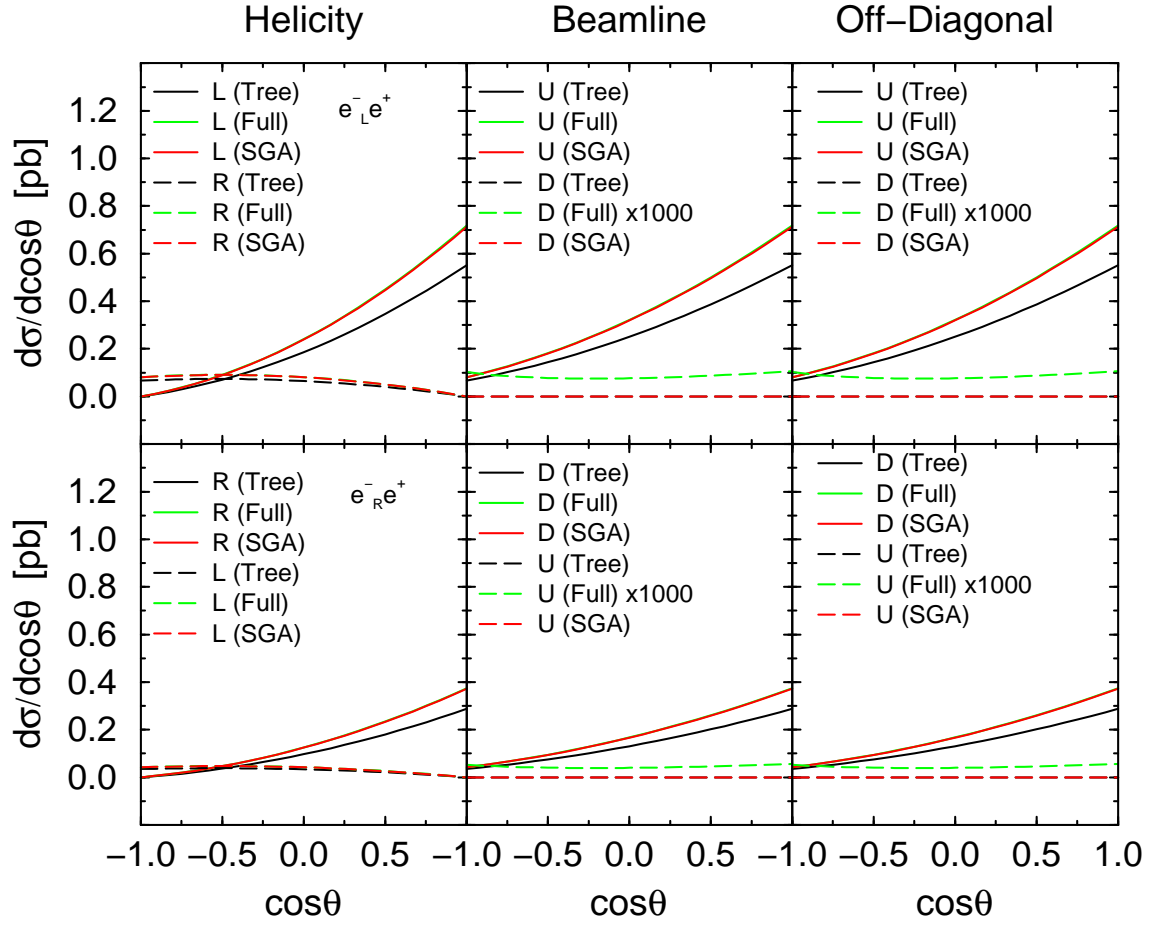 Helicity Beamline Off−Diagonal
dσ/dcosθ [pb]
1.4
1.2
1.0
0.8
0.6
0.4
0.2
0.0
L (Tree)
L (Full)
L (SGA)
R (Tree)
R (Full)
R (SGA)
e⁻_L e⁺
U (Tree)
U (Full)
U (SGA)
D (Tree)
D (Full) x1000
D (SGA)
U (Tree)
U (Full)
U (SGA)
D (Tree)
D (Full) x1000
D (SGA)
dσ/dcosθ [pb]
1.2
1.0
0.8
0.6
0.4
0.2
0.0
R (Tree)
R (Full)
R (SGA)
L (Tree)
L (Full)
L (SGA)
e⁻_R e⁺
D (Tree)
D (Full)
D (SGA)
U (Tree)
U (Full) x1000
U (SGA)
D (Tree)
D (Full)
D (SGA)
U (Tree)
U (Full) x1000
U (SGA)
−1.0 −0.5 0.0 0.5 −1.0 −0.5 0.0 0.5 −1.0 −0.5 0.0 0.5 1.0
cosθ cosθ cosθ